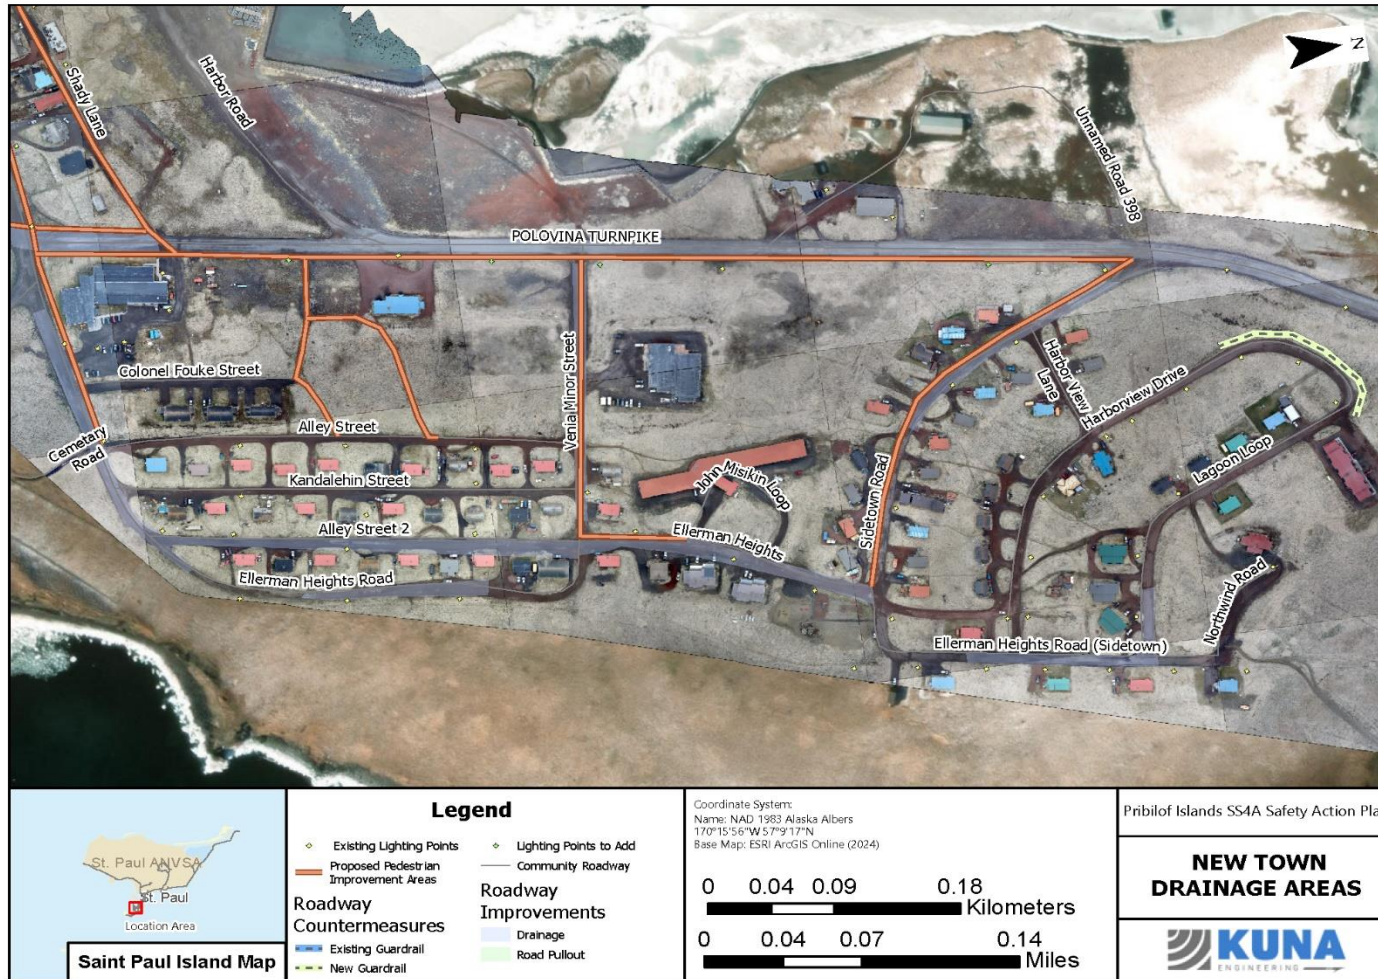 N
Shady Lane
Harbor Road
Unnamed Road 398
POLOVINA TURNPIKE
Colonel Fouke Street
Venia Minor Street
Harbor View
Lane
Harborview Drive
Alley Street
Cemetary
Road
Kandalehin Street
John Misikin Loop
Sidetown Road
Lagoon Loop
Alley Street 2
Ellerman Heights
Ellerman Heights Road
Northwind Road
Ellerman Heights Road (Sidetown)
St. Paul ANVSA
St. Paul
Location Area
Saint Paul Island Map
Legend
Existing Lighting Points
Proposed Pedestrian
Improvement Areas
Roadway
Countermeasures
Existing Guardrail
New Guardrail
Lighting Points to Add
Community Roadway
Roadway
Improvements
Drainage
Road Pullout
Coordinate System:
Name: NAD 1983 Alaska Albers
170°15'56"W 57°9'17"N
Base Map: ESRI ArcGIS Online (2024)
0 0.04 0.09 0.18
Kilometers
0 0.04 0.07 0.14
Miles
Pribilof Islands SS4A Safety Action Pla
NEW TOWN
DRAINAGE AREAS
KUNA
ENGINEERING